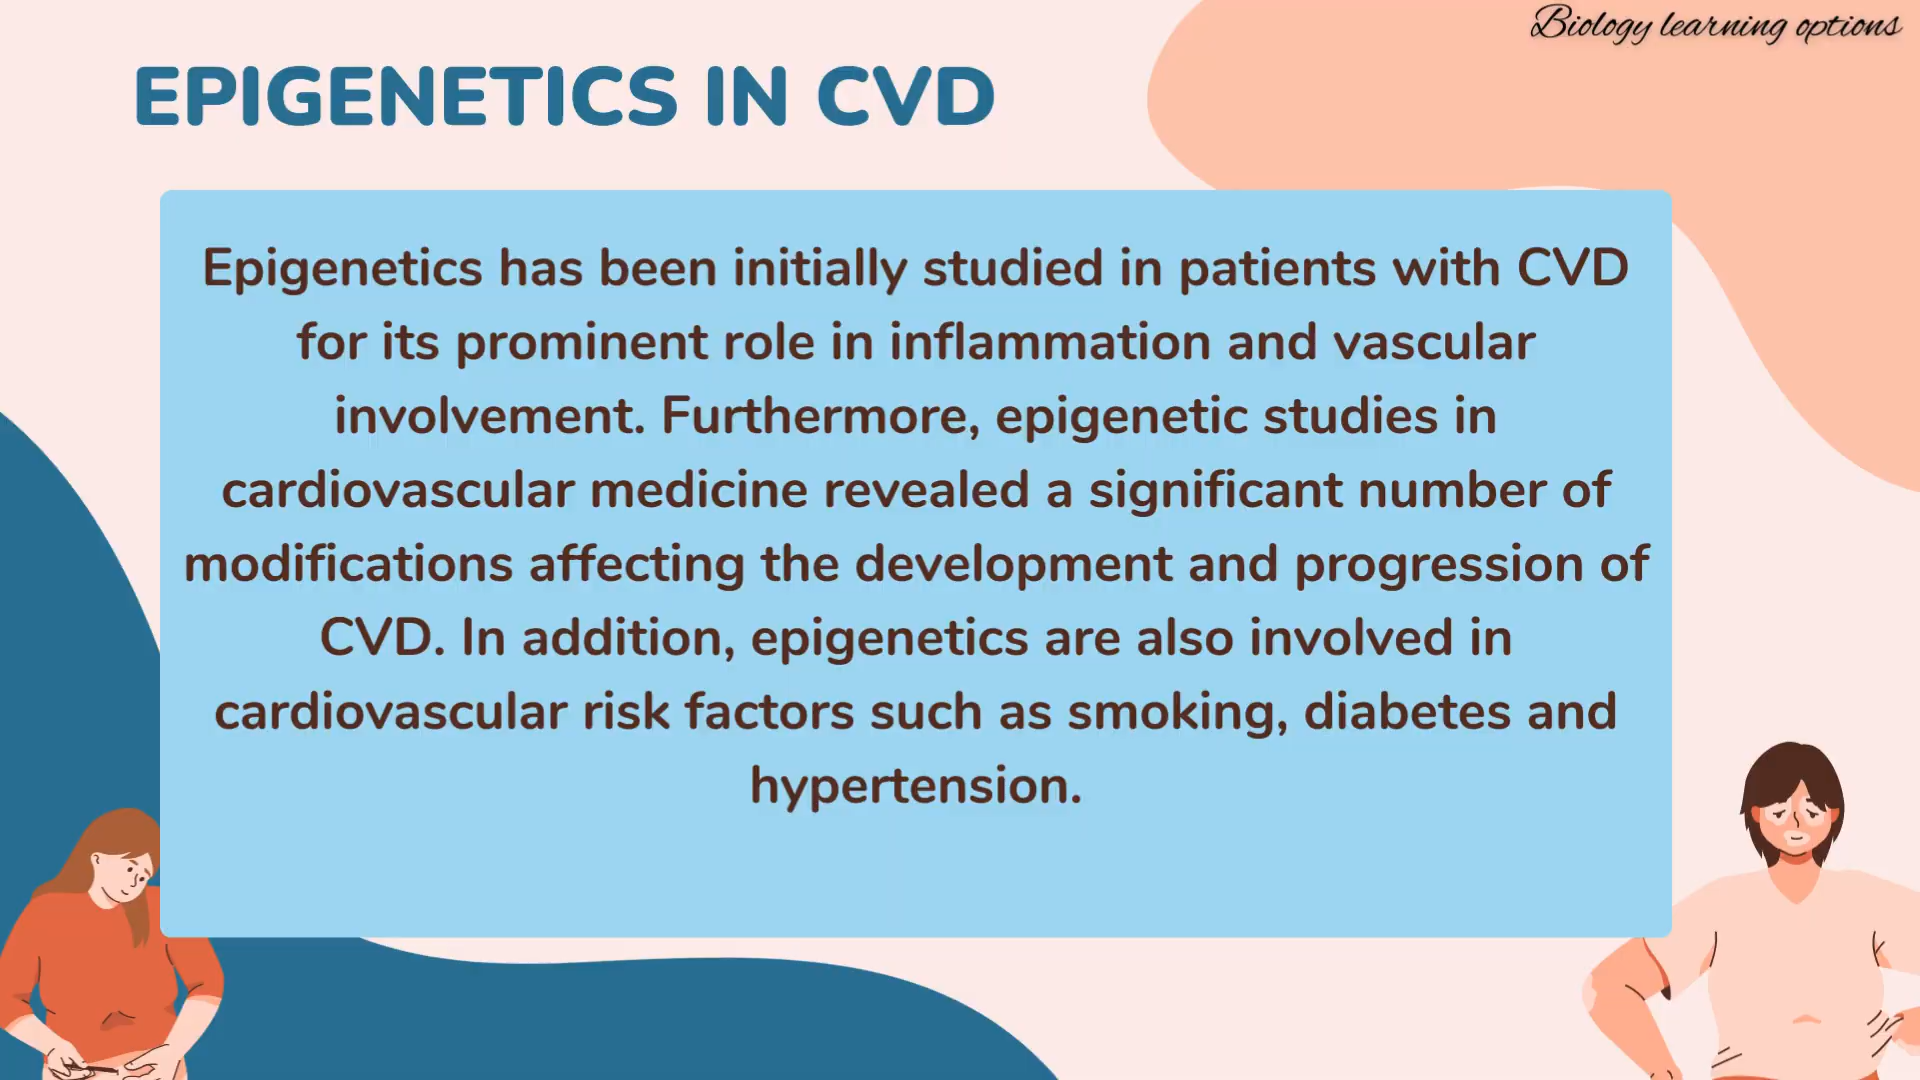 Biology learning options
EPIGENETICS IN CVD
Epigenetics has been initially studied in patients with CVD
for its prominent role in inflammation and vascular
involvement. Furthermore, epigenetic studies in
cardiovascular medicine revealed a significant number of
modifications affecting the development and progression of
CVD. In addition, epigenetics are also involved in
cardiovascular risk factors such as smoking, diabetes and
hypertension.